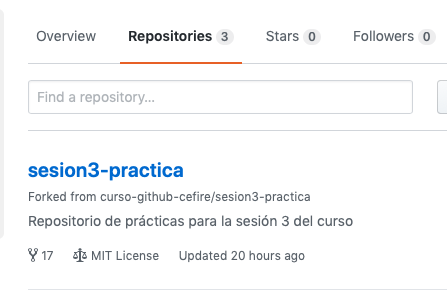 Overview Repositories 3 Stars 0 Followers 0
Find a repository...
sesion3-practica
Forked from curso-github-cefire/sesion3-practica
Repositorio de prácticas para la sesión 3 del curso
17 MIT License Updated 20 hours ago